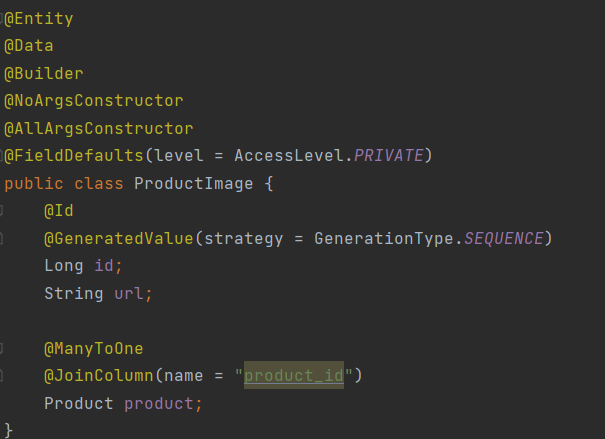 @Entity
@Data
@Builder
@NoArgsConstructor
@AllArgsConstructor
@FieldDefaults(level = AccessLevel.PRIVATE)
public class ProductImage {
@Id
@GeneratedValue(strategy = GenerationType.SEQUENCE)
Long id;
String url;
@ManyToOne
@JoinColumn(name = "product_id")
Product product;
}